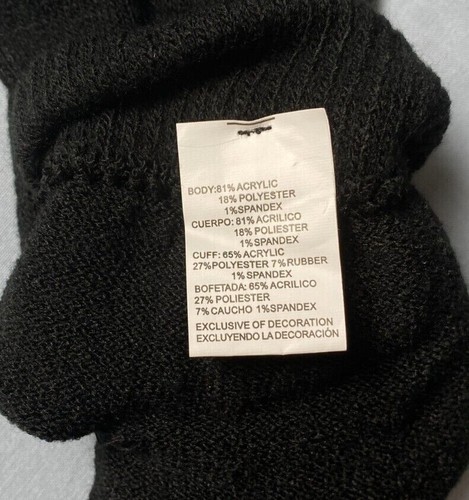 BODY:81% ACRYLIC
18% POLYESTER
1%SPANDEX
CUERPO: 81% ACRILICO
18% POLIESTER
1%SPANDEX
CUFF: 65% ACRYLIC
27%POLYESTER 7%RUBBER
1%SPANDEX
BOFETADA: 65% ACRILICO
27% POLIESTER
7% CAUCHO 1%SPANDEX
EXCLUSIVE OF DECORATION
EXCLUYENDO LA DECORACIÓN